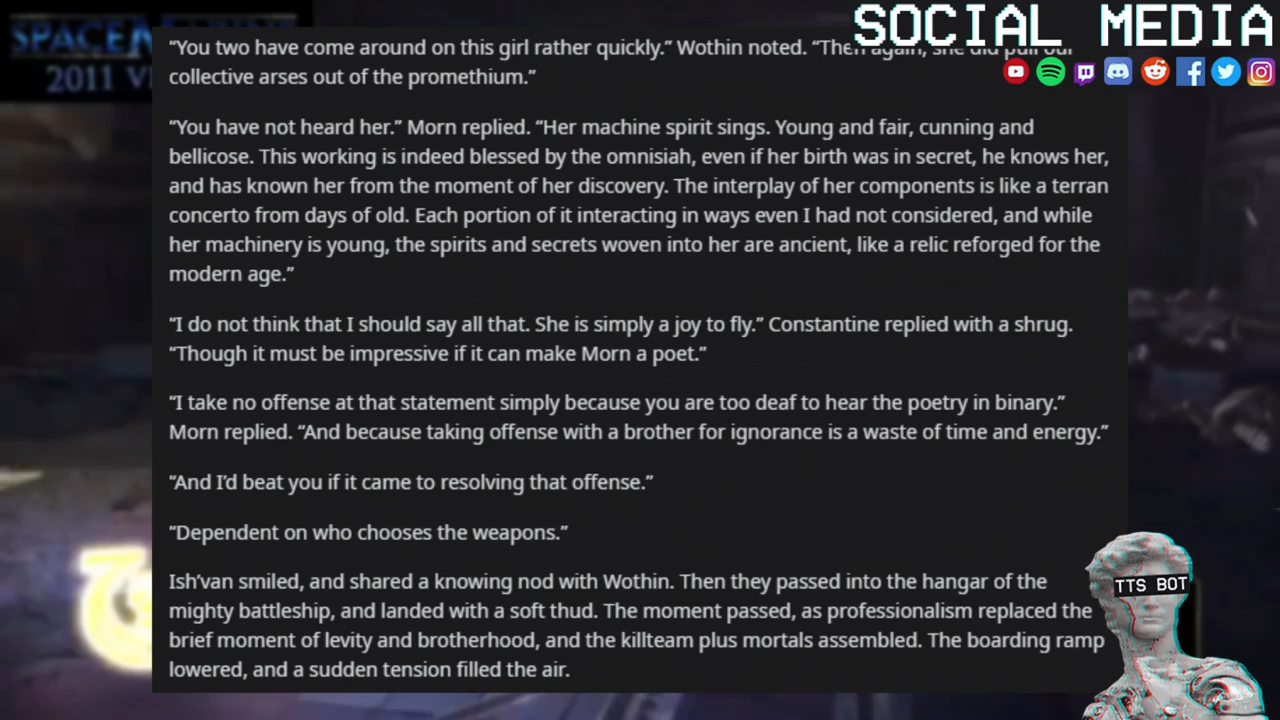 SOCIAL MEDIA
SPACE
2011 V
“You two have come around on this girl rather quickly.” Wothin noted. “Then again, she did pull our
collective arses out of the promethium.”
“You have not heard her.” Morn replied. “Her machine spirit sings. Young and fair, cunning and
bellicose. This working is indeed blessed by the omnisiah, even if her birth was in secret, he knows her,
and has known her from the moment of her discovery. The interplay of her components is like a terran
concerto from days of old. Each portion of it interacting in ways even I had not considered, and while
her machinery is young, the spirits and secrets woven into her are ancient, like a relic reforged for the
modern age.”
“I do not think that I should say all that. She is simply a joy to fly.” Constantine replied with a shrug.
“Though it must be impressive if it can make Morn a poet.”
“I take no offense at that statement simply because you are too deaf to hear the poetry in binary.”
Morn replied. “And because taking offense with a brother for ignorance is a waste of time and energy.”
“And I’d beat you if it came to resolving that offense.”
“Dependent on who chooses the weapons.”
Ish’van smiled, and shared a knowing nod with Wothin. Then they passed into the hangar of the
mighty battleship, and landed with a soft thud. The moment passed, as professionalism replaced the
brief moment of levity and brotherhood, and the killteam plus mortals assembled. The boarding ramp
lowered, and a sudden tension filled the air.
TTS BOT